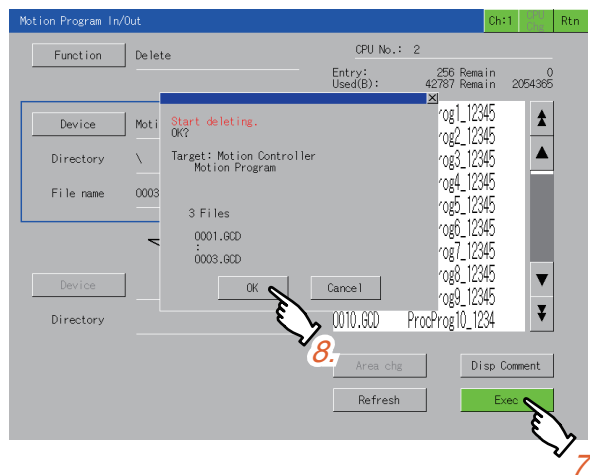 Motion Program In/Out
Ch:1
CPU
Chg
Rtn
Function
Delete
CPU No.: 2
Entry: 256 Remain 0
Used(B): 42787 Remain 2054365
Device
Moti
Directory \
File name 0003
Device
Directory
Start deleting.
OK?
Target: Motion Controller
Motion Program
3 Files
0001.GCD
:
0003.GCD
OK
Cancel
rog1_12345
rog2_12345
rog3_12345
rog4_12345
rog5_12345
rog6_12345
rog7_12345
rog8_12345
rog9_12345
0010.GCD ProcProg10_1234
8.
Area chg
Disp Comment
Refresh
Exec
7